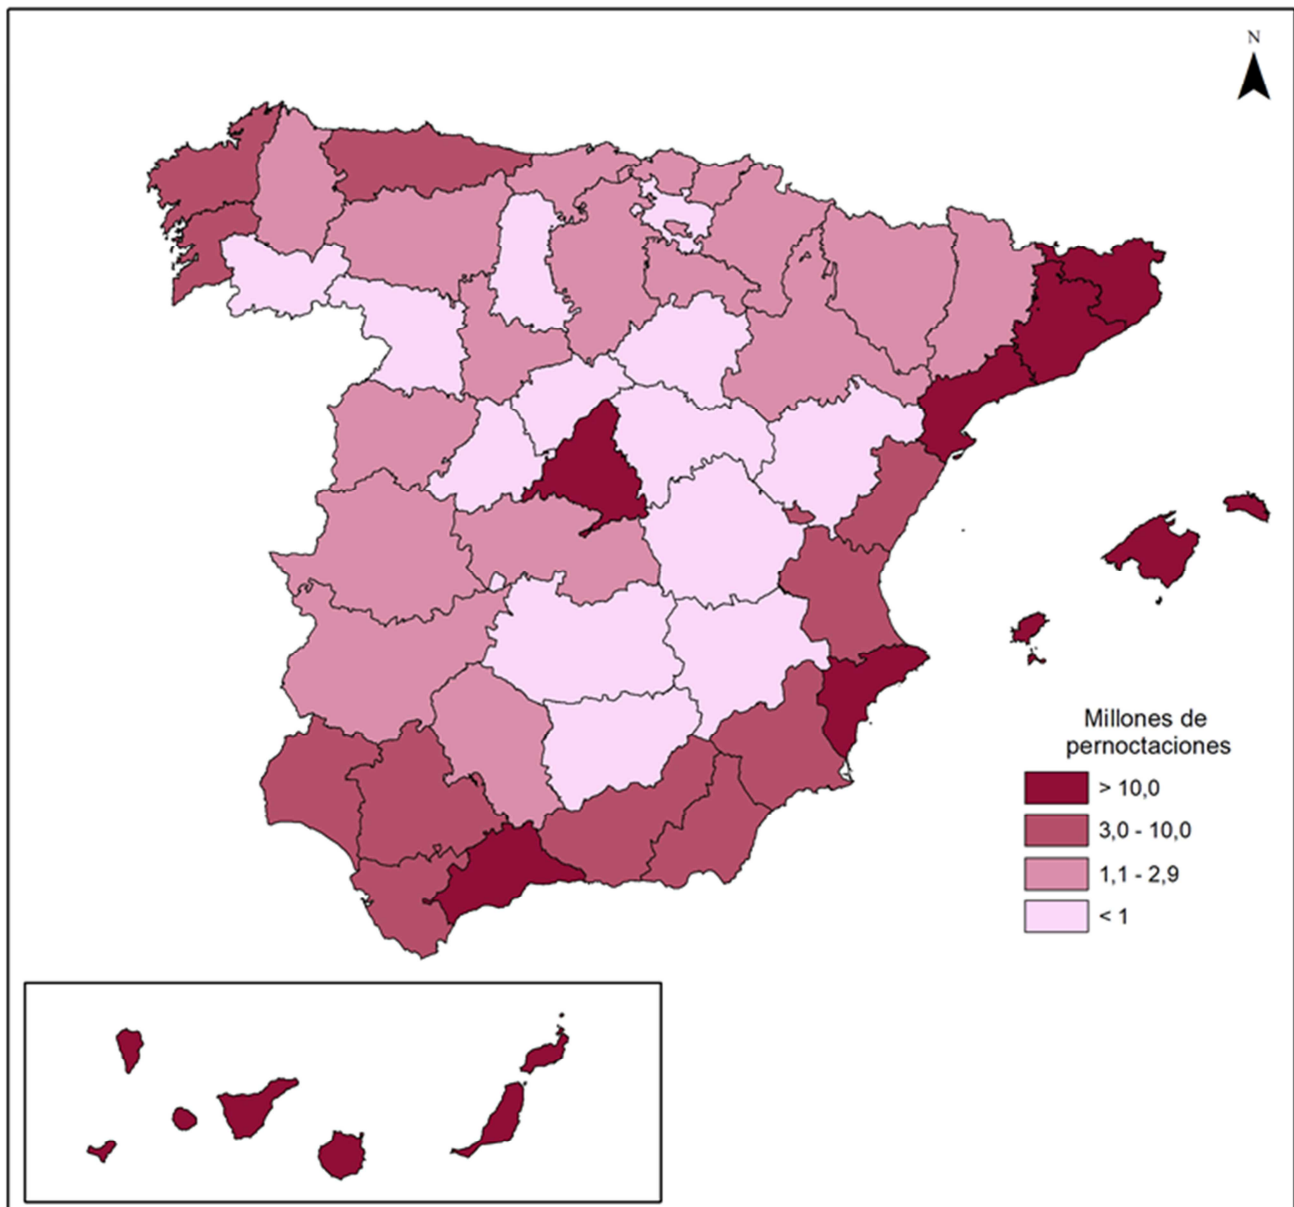 N
Millones de
pernoctaciones
> 10,0
3,0 - 10,0
1,1 - 2,9
< 1